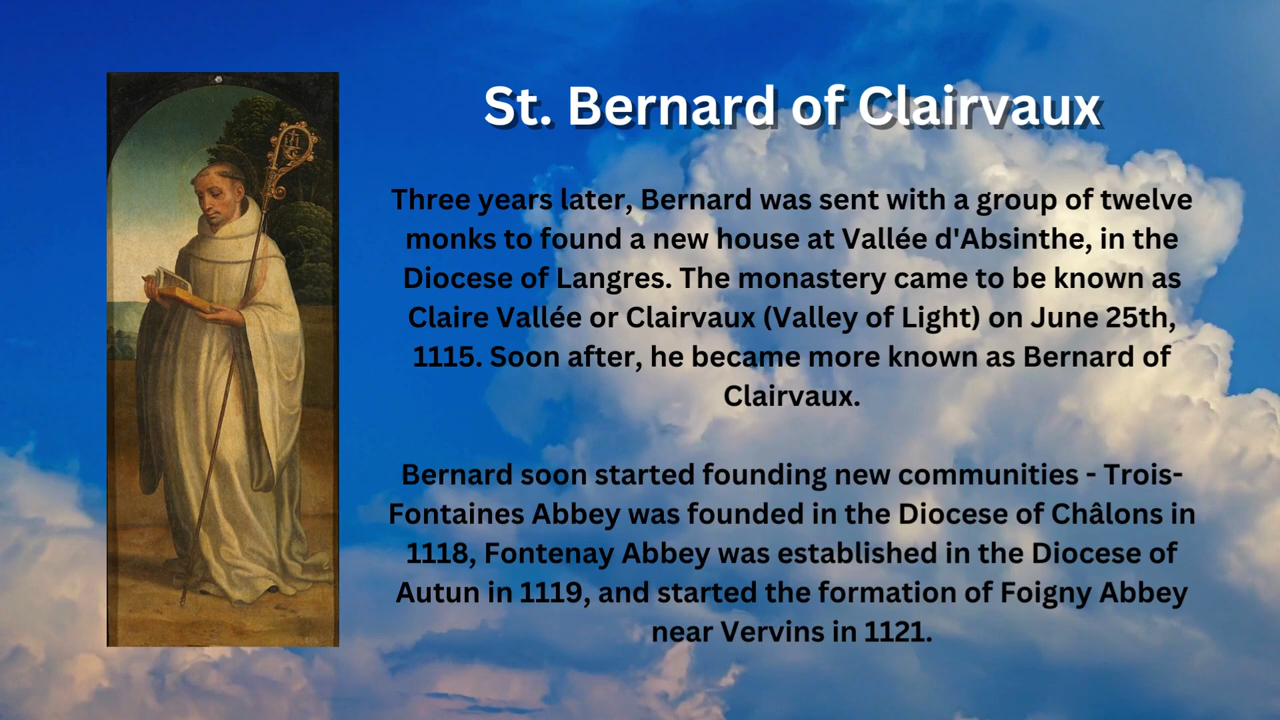 St. Bernard of Clairvaux
Three years later, Bernard was sent with a group of twelve
monks to found a new house at Vallée d'Absinthe, in the
Diocese of Langres. The monastery came to be known as
Claire Vallée or Clairvaux (Valley of Light) on June 25th,
1115. Soon after, he became more known as Bernard of
Clairvaux.
Bernard soon started founding new communities - Trois-
Fontaines Abbey was founded in the Diocese of Châlons in
1118, Fontenay Abbey was established in the Diocese of
Autun in 1119, and started the formation of Foigny Abbey
near Vervins in 1121.